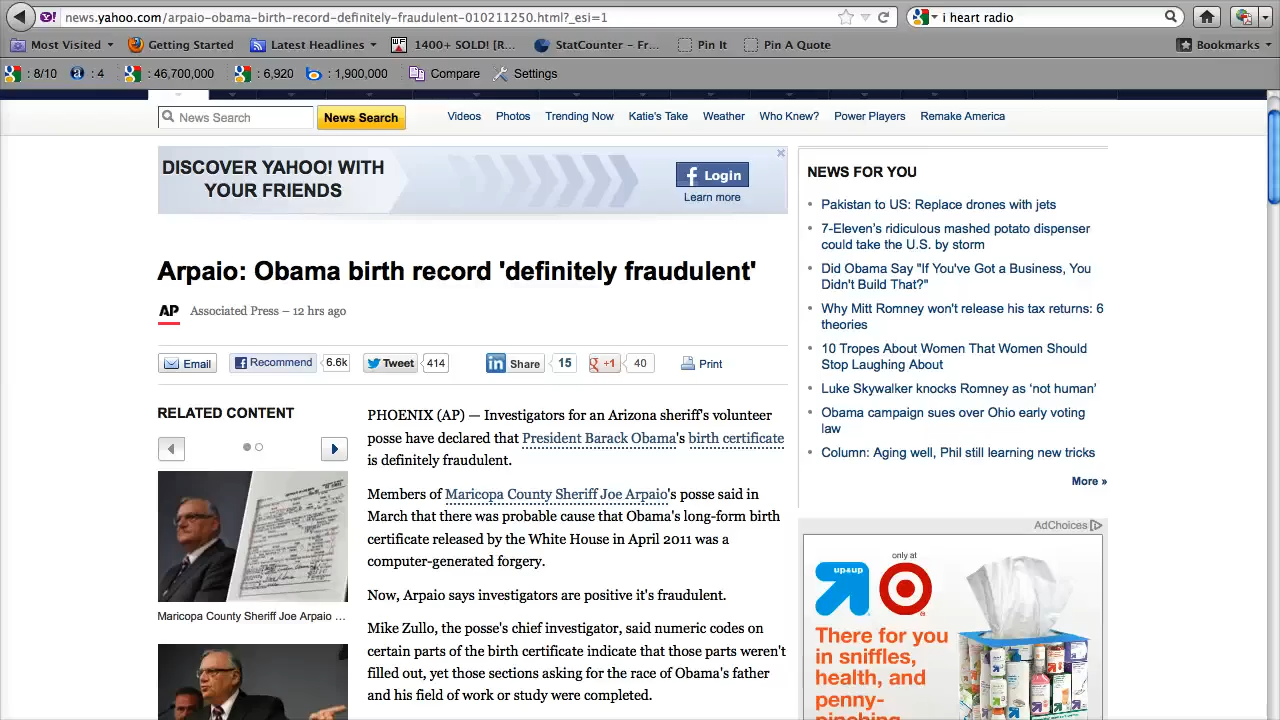 news.yahoo.com/arpaio-obama-birth-record-definitely-fraudulent-010211250.html?_esi=1
i heart radio
Most Visited
Getting Started
Latest Headlines
1400+ SOLD! [R...
StatCounter - Fr...
Pin It
Pin A Quote
Bookmarks
: 8/10
: 4
: 46,700,000
: 6,920
: 1,900,000
Compare
Settings
News Search
News Search
Videos
Photos
Trending Now
Katie's Take
Weather
Who Knew?
Power Players
Remake America
DISCOVER YAHOO! WITH
YOUR FRIENDS
Login
Learn more
Arpaio: Obama birth record 'definitely fraudulent'
AP Associated Press – 12 hrs ago
Email
Recommend 6.6k
Tweet 414
Share 15
+1 40
Print
RELATED CONTENT
Maricopa County Sheriff Joe Arpaio ...
PHOENIX (AP) — Investigators for an Arizona sheriff's volunteer
posse have declared that President Barack Obama's birth certificate
is definitely fraudulent.
Members of Maricopa County Sheriff Joe Arpaio's posse said in
March that there was probable cause that Obama's long-form birth
certificate released by the White House in April 2011 was a
computer-generated forgery.
Now, Arpaio says investigators are positive it's fraudulent.
Mike Zullo, the posse's chief investigator, said numeric codes on
certain parts of the birth certificate indicate that those parts weren't
filled out, yet those sections asking for the race of Obama's father
and his field of work or study were completed.
NEWS FOR YOU
Pakistan to US: Replace drones with jets
7-Eleven's ridiculous mashed potato dispenser
could take the U.S. by storm
Did Obama Say "If You've Got a Business, You
Didn't Build That?"
Why Mitt Romney won't release his tax returns: 6
theories
10 Tropes About Women That Women Should
Stop Laughing About
Luke Skywalker knocks Romney as 'not human'
Obama campaign sues over Ohio early voting
law
Column: Aging well, Phil still learning new tricks
More »
AdChoices
only at
up&up
There for you
in sniffles,
health, and
penny-
pinching